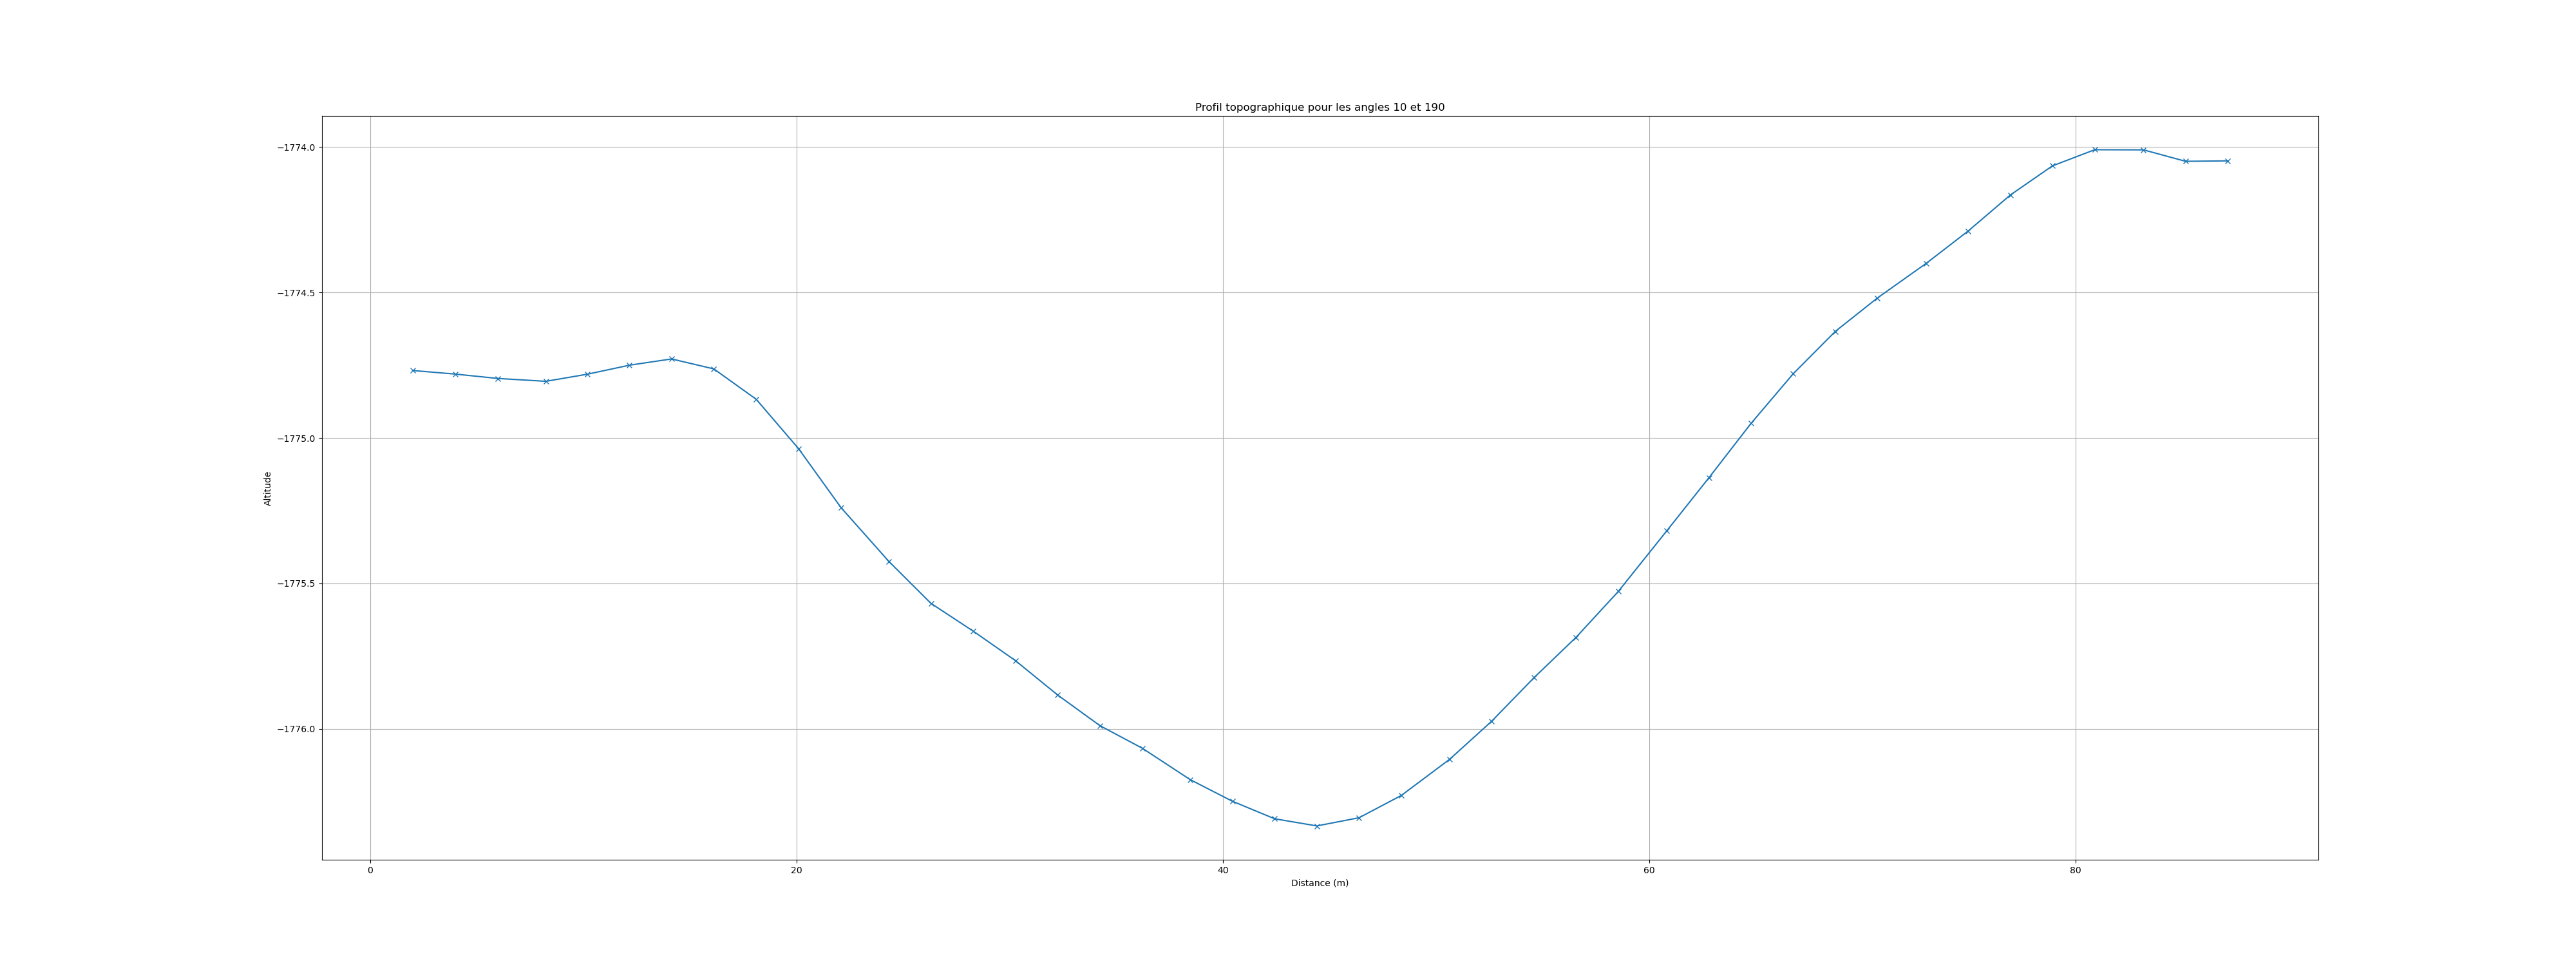 Profil topographique pour les angles 10 et 190
−1774.0
−1774.5
−1775.0
−1775.5
−1776.0
Altitude
0 20 40 60 80
Distance (m)